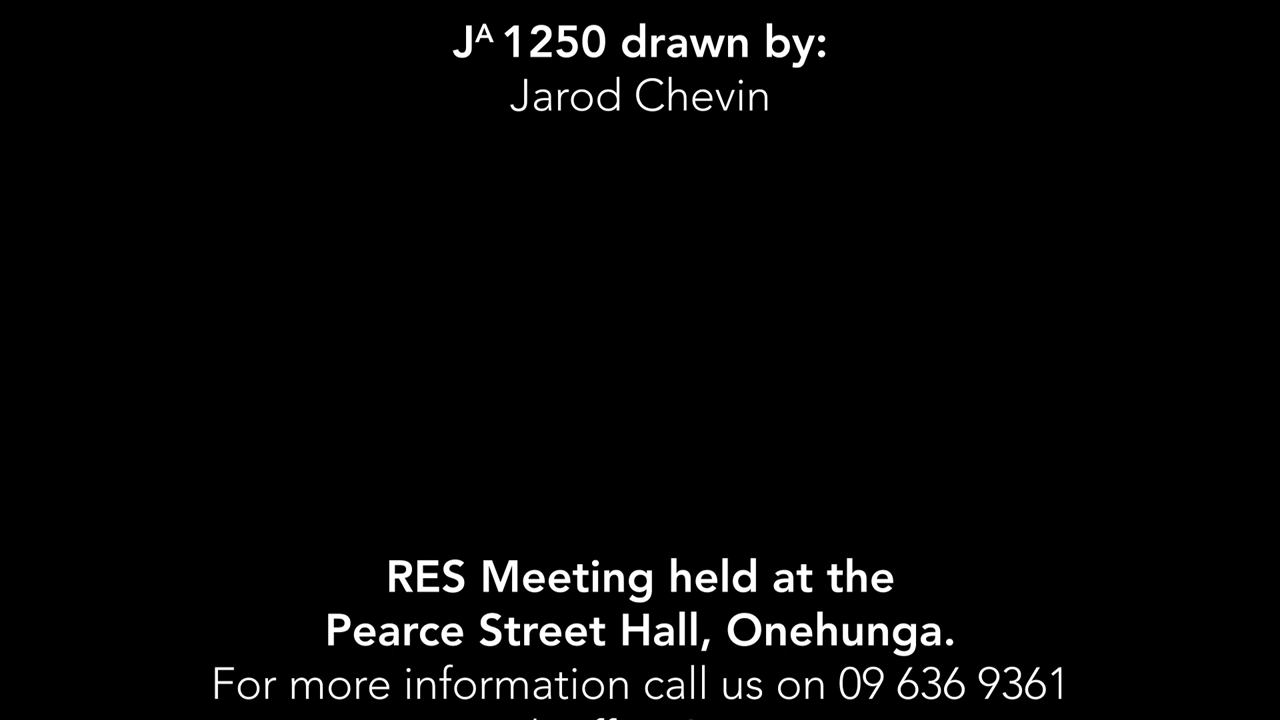 Jᴬ 1250 drawn by:
Jarod Chevin
RES Meeting held at the
Pearce Street Hall, Onehunga.
For more information call us on 09 636 9361